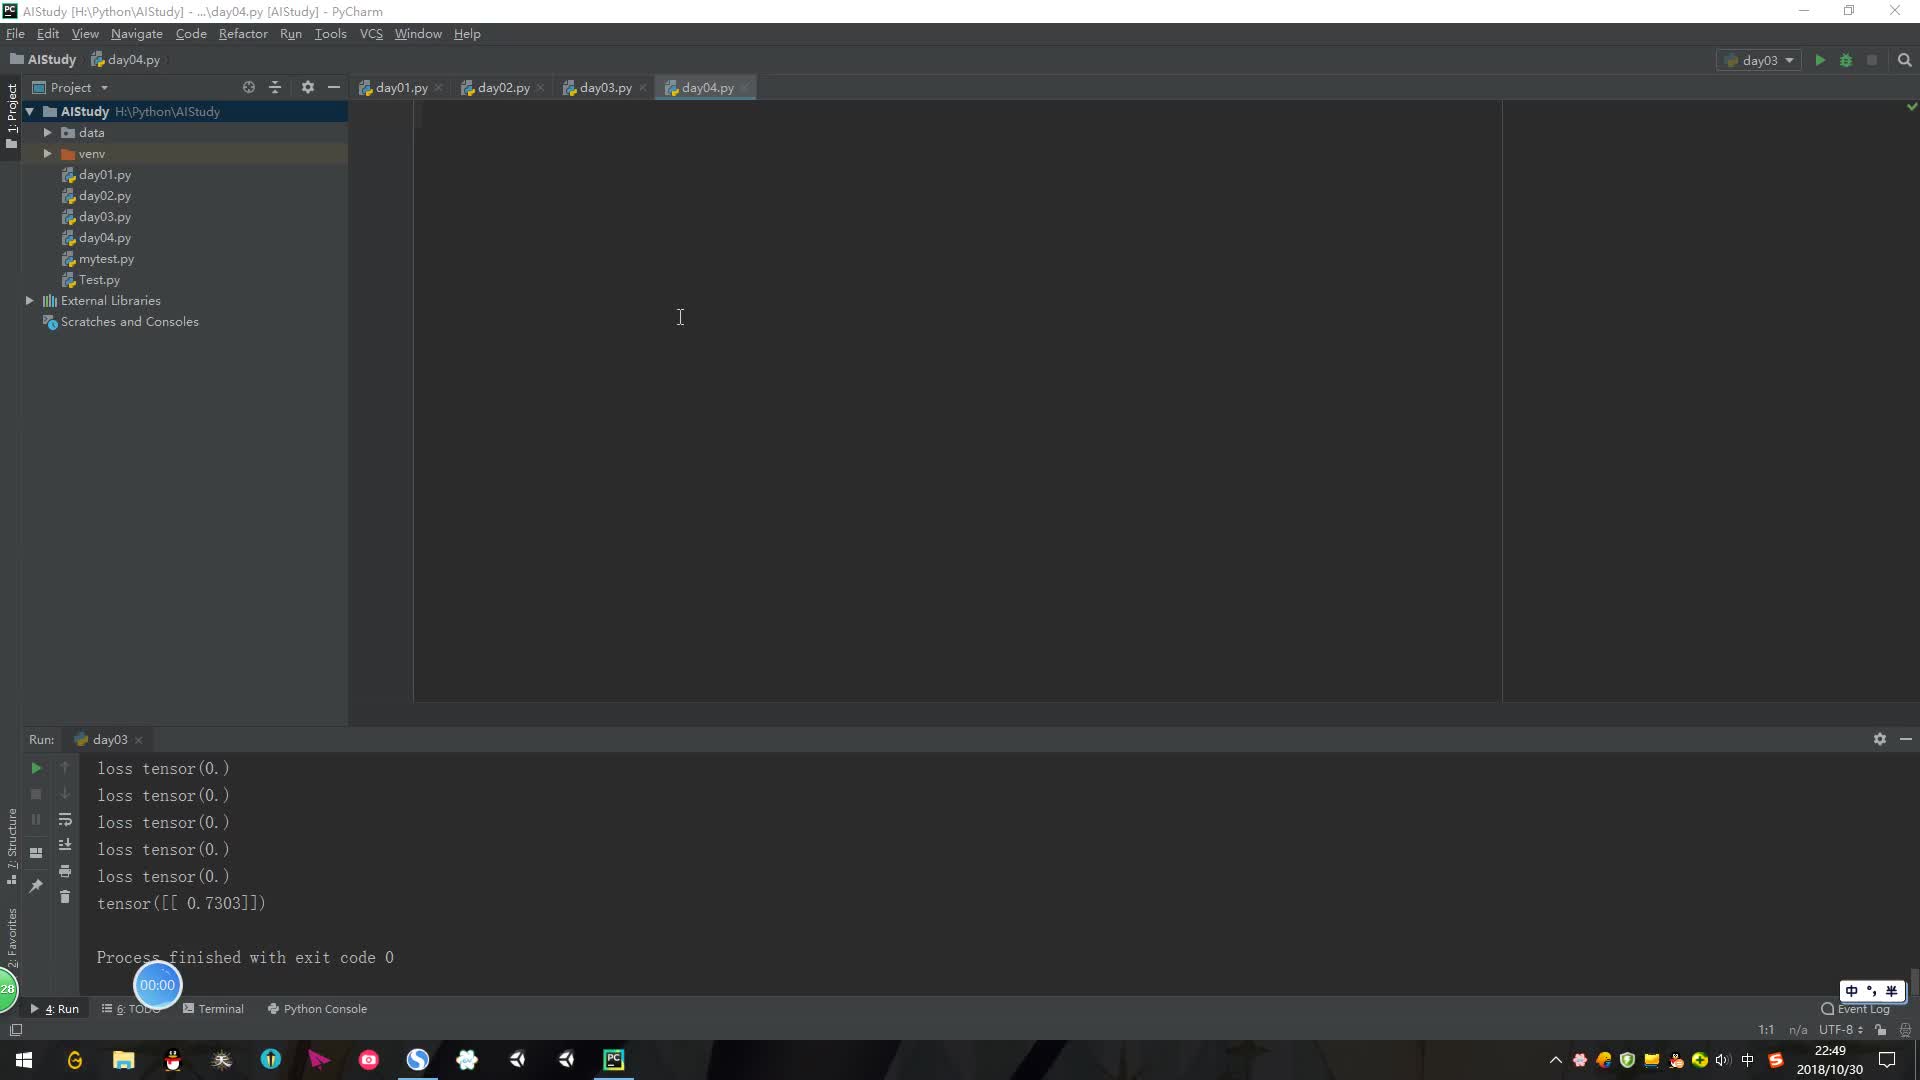 AIStudy [H:\Python\AIStudy] - ...\day04.py [AIStudy] - PyCharm
File Edit View Navigate Code Refactor Run Tools VCS Window Help
AIStudy day04.py day03
Project day01.py day02.py day03.py day04.py
1: Project
AIStudy H:\Python\AIStudy
data
venv
day01.py
day02.py
day03.py
day04.py
mytest.py
Test.py
External Libraries
Scratches and Consoles
Run: day03
loss tensor(0.)
loss tensor(0.)
loss tensor(0.)
loss tensor(0.)
loss tensor(0.)
tensor([[ 0.7303]])
Process finished with exit code 0
7: Structure
2: Favorites
28
00:00
中 °, 半
4: Run 6: TODO Terminal Python Console Event Log
1:1 n/a UTF-8
PC
中
22:49
2018/10/30